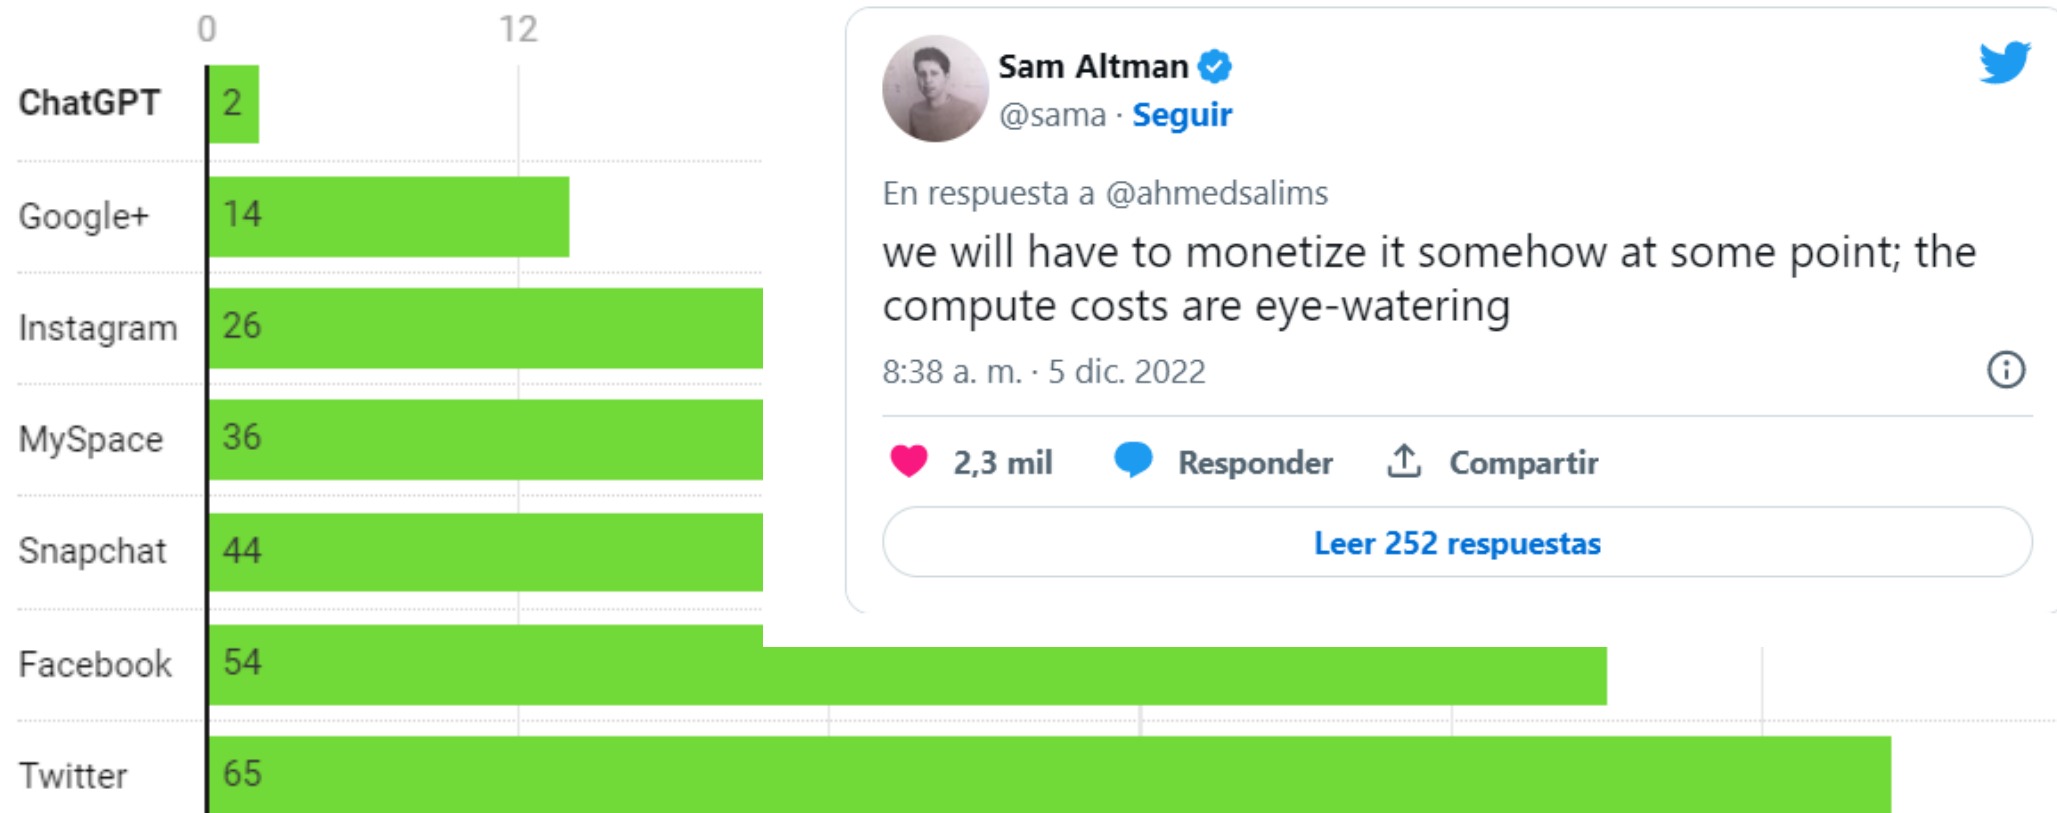 0 12
ChatGPT 2
Google+ 14
Instagram 26
MySpace 36
Snapchat 44
Facebook 54
Twitter 65
Sam Altman
@sama · Seguir
En respuesta a @ahmedsalims
we will have to monetize it somehow at some point; the
compute costs are eye-watering
8:38 a. m. · 5 dic. 2022
2,3 mil Responder Compartir
Leer 252 respuestas